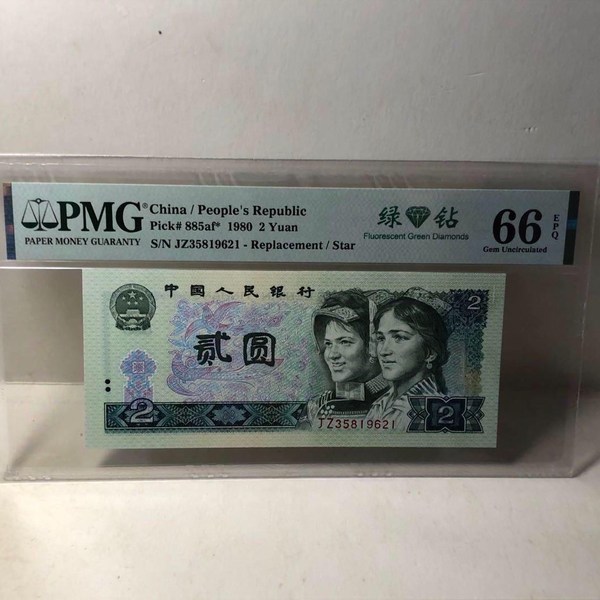 PMG®
PAPER MONEY GUARANTY
China / People's Republic
Pick# 885af* 1980 2 Yuan
S/N JZ35819621 - Replacement / Star
绿 钻
Fluorescent Green Diamonds
66 EPQ
Gem Uncirculated
中国人民银行
2
贰圆
2
JZ35819621
2